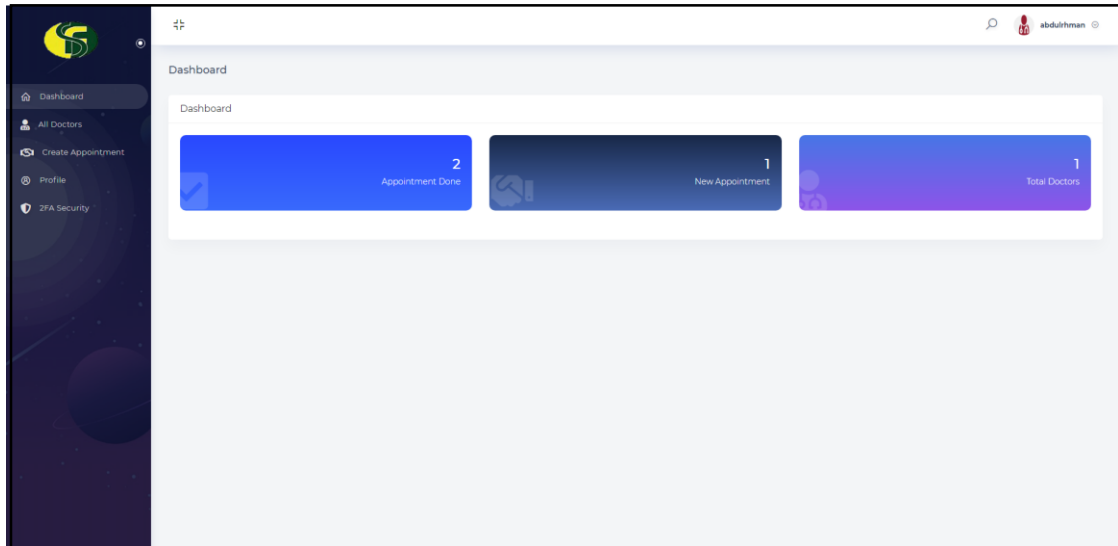 abdulrhman
Dashboard
Dashboard
All Doctors
Create Appointment
Profile
2FA Security
Dashboard
2
Appointment Done
1
New Appointment
1
Total Doctors